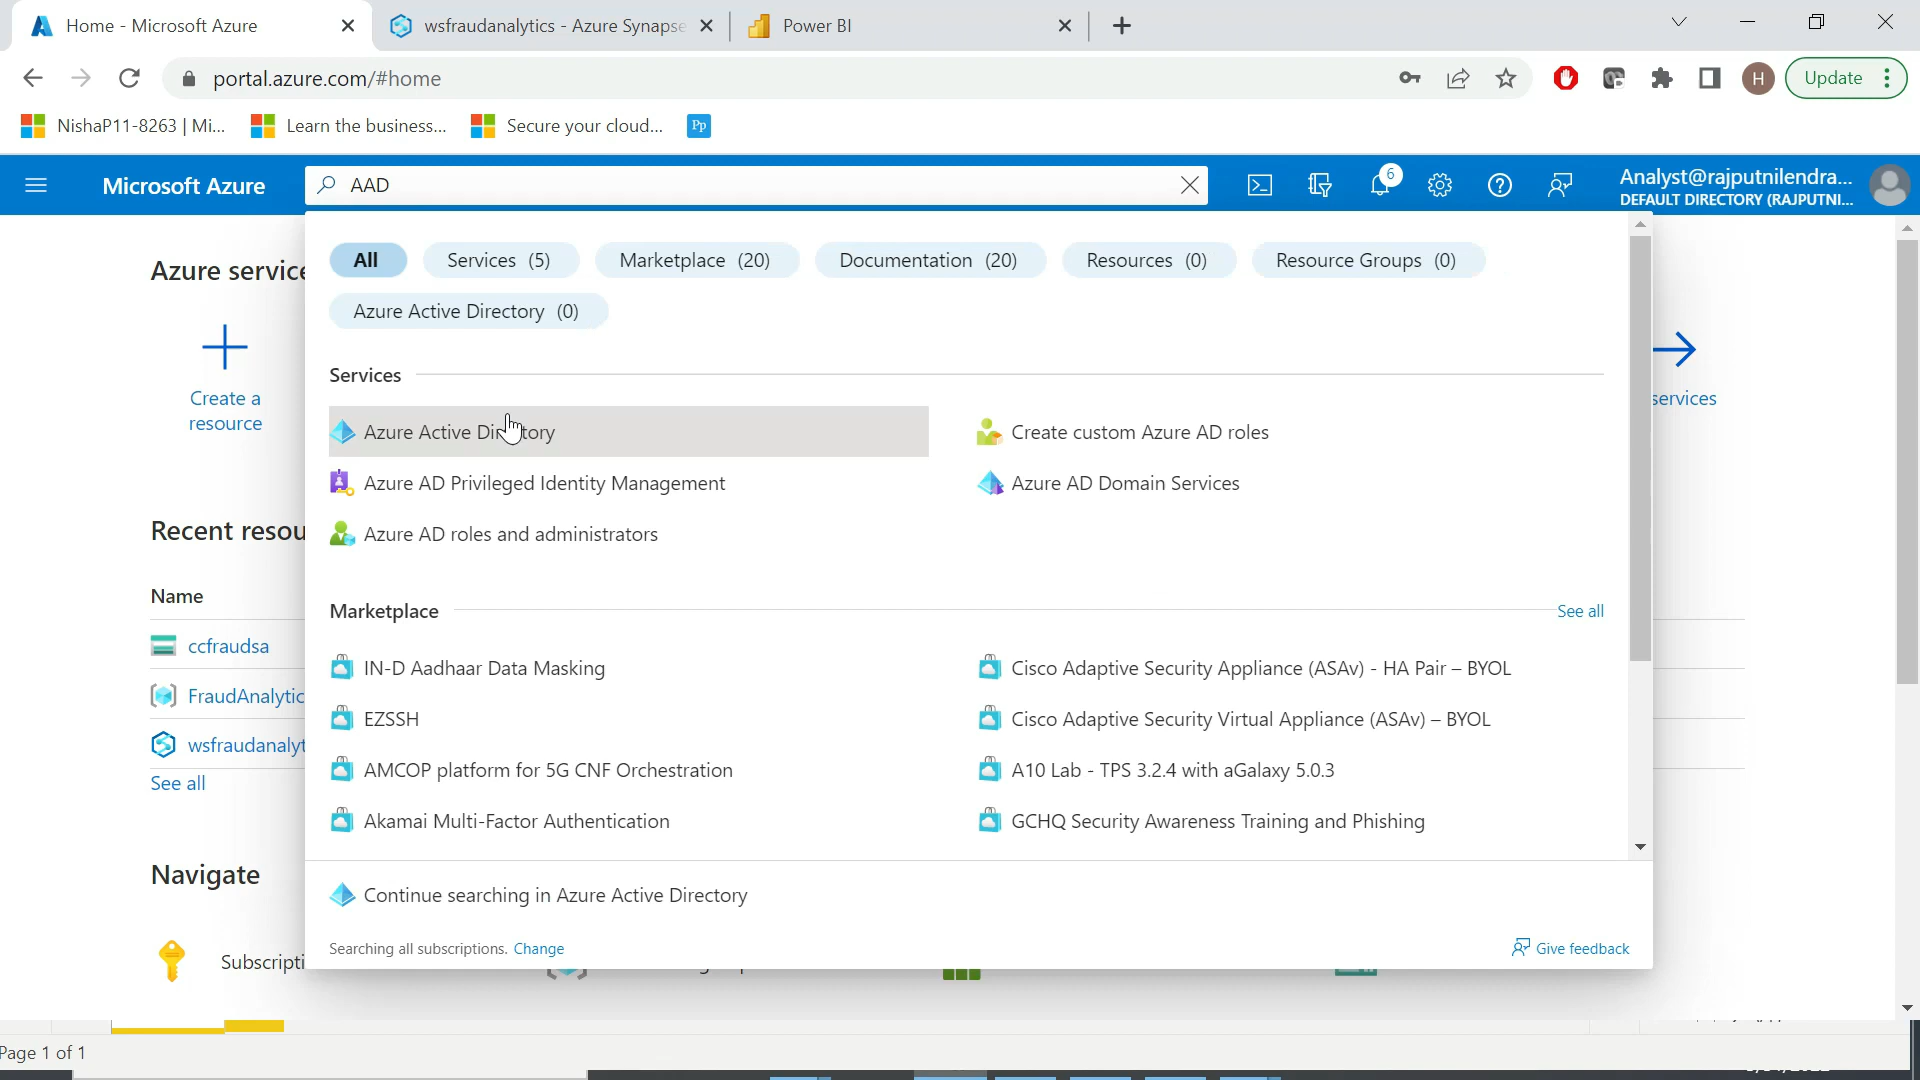 Home - Microsoft Azure
wsfraudanalytics - Azure Synapse
Power BI
portal.azure.com/#home
Update
NishaP11-8263 | Mi...
Learn the business...
Secure your cloud...
Pp
H
Microsoft Azure
AAD
6
Analyst@rajputnilendra...
DEFAULT DIRECTORY (RAJPUTNI...
All
Services (5)
Marketplace (20)
Documentation (20)
Resources (0)
Resource Groups (0)
Azure Active Directory (0)
Azure service
Create a
resource
services
Services
Azure Active Directory
Create custom Azure AD roles
Azure AD Privileged Identity Management
Azure AD Domain Services
Azure AD roles and administrators
Recent resou
Name
ccfraudsa
FraudAnalytic
wsfraudanalyt
See all
Marketplace
See all
IN-D Aadhaar Data Masking
Cisco Adaptive Security Appliance (ASAv) - HA Pair – BYOL
EZSSH
Cisco Adaptive Security Virtual Appliance (ASAv) – BYOL
AMCOP platform for 5G CNF Orchestration
A10 Lab - TPS 3.2.4 with aGalaxy 5.0.3
Akamai Multi-Factor Authentication
GCHQ Security Awareness Training and Phishing
Navigate
Subscripti
Continue searching in Azure Active Directory
Searching all subscriptions. Change
Give feedback
Page 1 of 1